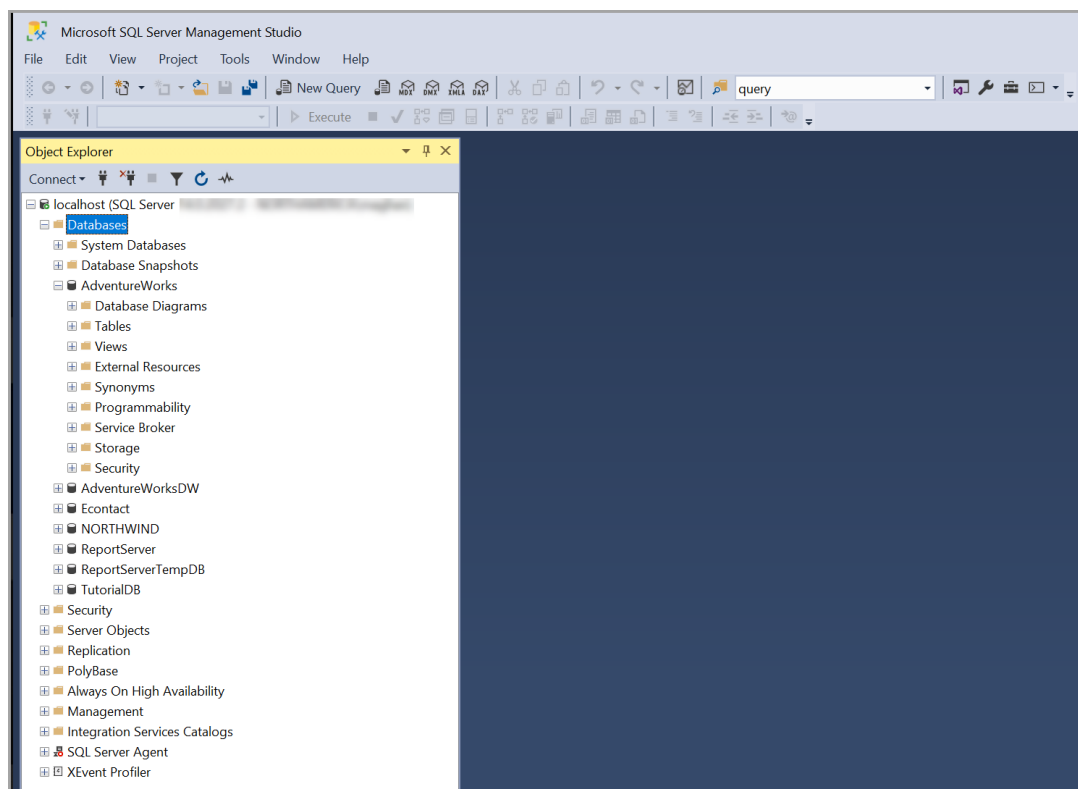 Microsoft SQL Server Management Studio
File Edit View Project Tools Window Help
New Query MDX DMX XMLA DAX query
Execute
Object Explorer
Connect
localhost (SQL Server
Databases
System Databases
Database Snapshots
AdventureWorks
Database Diagrams
Tables
Views
External Resources
Synonyms
Programmability
Service Broker
Storage
Security
AdventureWorksDW
Econtact
NORTHWIND
ReportServer
ReportServerTempDB
TutorialDB
Security
Server Objects
Replication
PolyBase
Always On High Availability
Management
Integration Services Catalogs
SQL Server Agent
XEvent Profiler